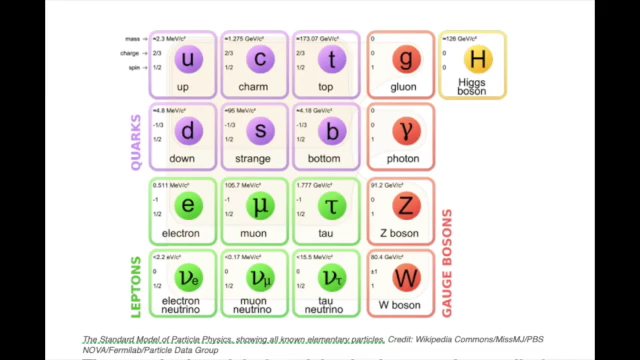 mass → ≈2.3 MeV/c² ≈1.275 GeV/c² ≈173.07 GeV/c² 0 ≈126 GeV/c²
charge → 2/3 2/3 2/3 0 0
spin → 1/2 1/2 1/2 1 0
u c t g H
up charm top gluon Higgs boson
QUARKS
≈4.8 MeV/c² ≈95 MeV/c² ≈4.18 GeV/c² 0
-1/3 -1/3 -1/3 0
1/2 1/2 1/2 1
d s b γ
down strange bottom photon
0.511 MeV/c² 105.7 MeV/c² 1.777 GeV/c² 91.2 GeV/c²
-1 -1 -1 0
1/2 1/2 1/2 1
e μ τ Z
electron muon tau Z boson
GAUGE BOSONS
LEPTONS
<2.2 eV/c² <0.17 MeV/c² <15.5 MeV/c² 80.4 GeV/c²
0 0 0 ±1
1/2 1/2 1/2 1
νe νμ ντ W
electron neutrino muon neutrino tau neutrino W boson
The Standard Model of Particle Physics, showing all known elementary particles. Credit: Wikipedia Commons/MissMJ/PBS
NOVA/Fermilab/Particle Data Group